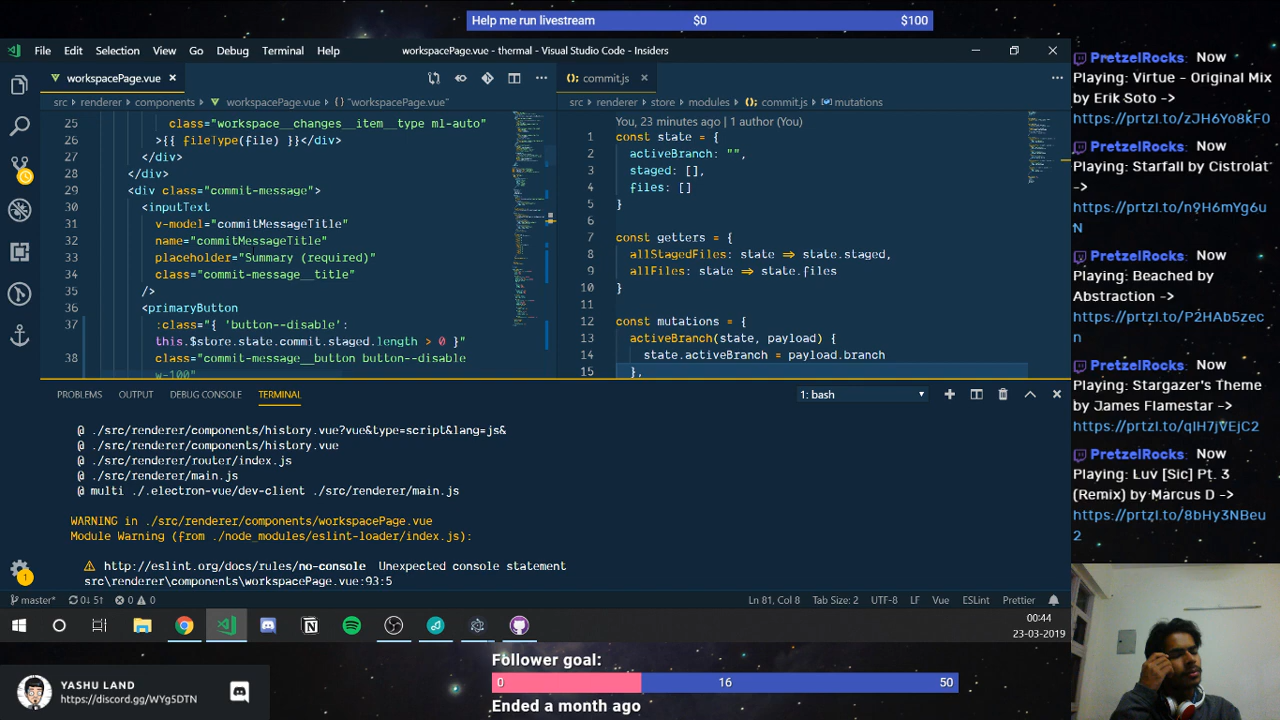 Help me run livestream $0 $100
File Edit Selection View Go Debug Terminal Help workspacePage.vue - thermal - Visual Studio Code - Insiders
workspacePage.vue
src renderer components workspacePage.vue {} "workspacePage.vue"
25 class="workspace__changes__item__type ml-auto"
26 >{{ fileType(file) }}</div>
27 </div>
28 </div>
29 <div class="commit-message">
30 <inputText
31 v-model="commitMessageTitle"
32 name="commitMessageTitle"
33 placeholder="Summary (required)"
34 class="commit-message__title"
35 />
36 <primaryButton
37 :class="{ 'button--disable':
this.$store.state.commit.staged.length > 0 }"
38 class="commit-message__button button--disable
w-100"
commit.js
src renderer store modules commit.js mutations
You, 23 minutes ago | 1 author (You)
1 const state = {
2 activeBranch: "",
3 staged: [],
4 files: []
5 }
6
7 const getters = {
8 allStagedFiles: state => state.staged,
9 allFiles: state => state.files
10 }
11
12 const mutations = {
13 activeBranch(state, payload) {
14 state.activeBranch = payload.branch
15 },
PROBLEMS OUTPUT DEBUG CONSOLE TERMINAL 1: bash
@ ./src/renderer/components/history.vue?vue&type=script&lang=js&
@ ./src/renderer/components/history.vue
@ ./src/renderer/router/index.js
@ ./src/renderer/main.js
@ multi ./.electron-vue/dev-client ./src/renderer/main.js
WARNING in ./src/renderer/components/workspacePage.vue
Module Warning (from ./node_modules/eslint-loader/index.js):
⚠ http://eslint.org/docs/rules/no-console Unexpected console statement
src\renderer\components\workspacePage.vue:93:5
master* 0↓ 5↑ 0 0 Ln 81, Col 8 Tab Size: 2 UTF-8 LF Vue ESLint Prettier
1
00:44
23-03-2019
PretzelRocks: Now
Playing: Virtue - Original Mix
by Erik Soto ->
https://prtzl.to/zJH6Yo8kF0
PretzelRocks: Now
Playing: Starfall by Cistrolat
->
https://prtzl.to/n9H6mYg6u
N
PretzelRocks: Now
Playing: Beached by
Abstraction ->
https://prtzl.to/P2HAb5zec
n
PretzelRocks: Now
Playing: Stargazer's Theme
by James Flamestar ->
https://prtzl.to/qIH7jVEjC2
PretzelRocks: Now
Playing: Luv [Sic] Pt. 3
(Remix) by Marcus D ->
https://prtzl.to/8bHy3NBeu
2
YASHU LAND
https://discord.gg/WYg5DTN
Follower goal:
0 16 50
Ended a month ago